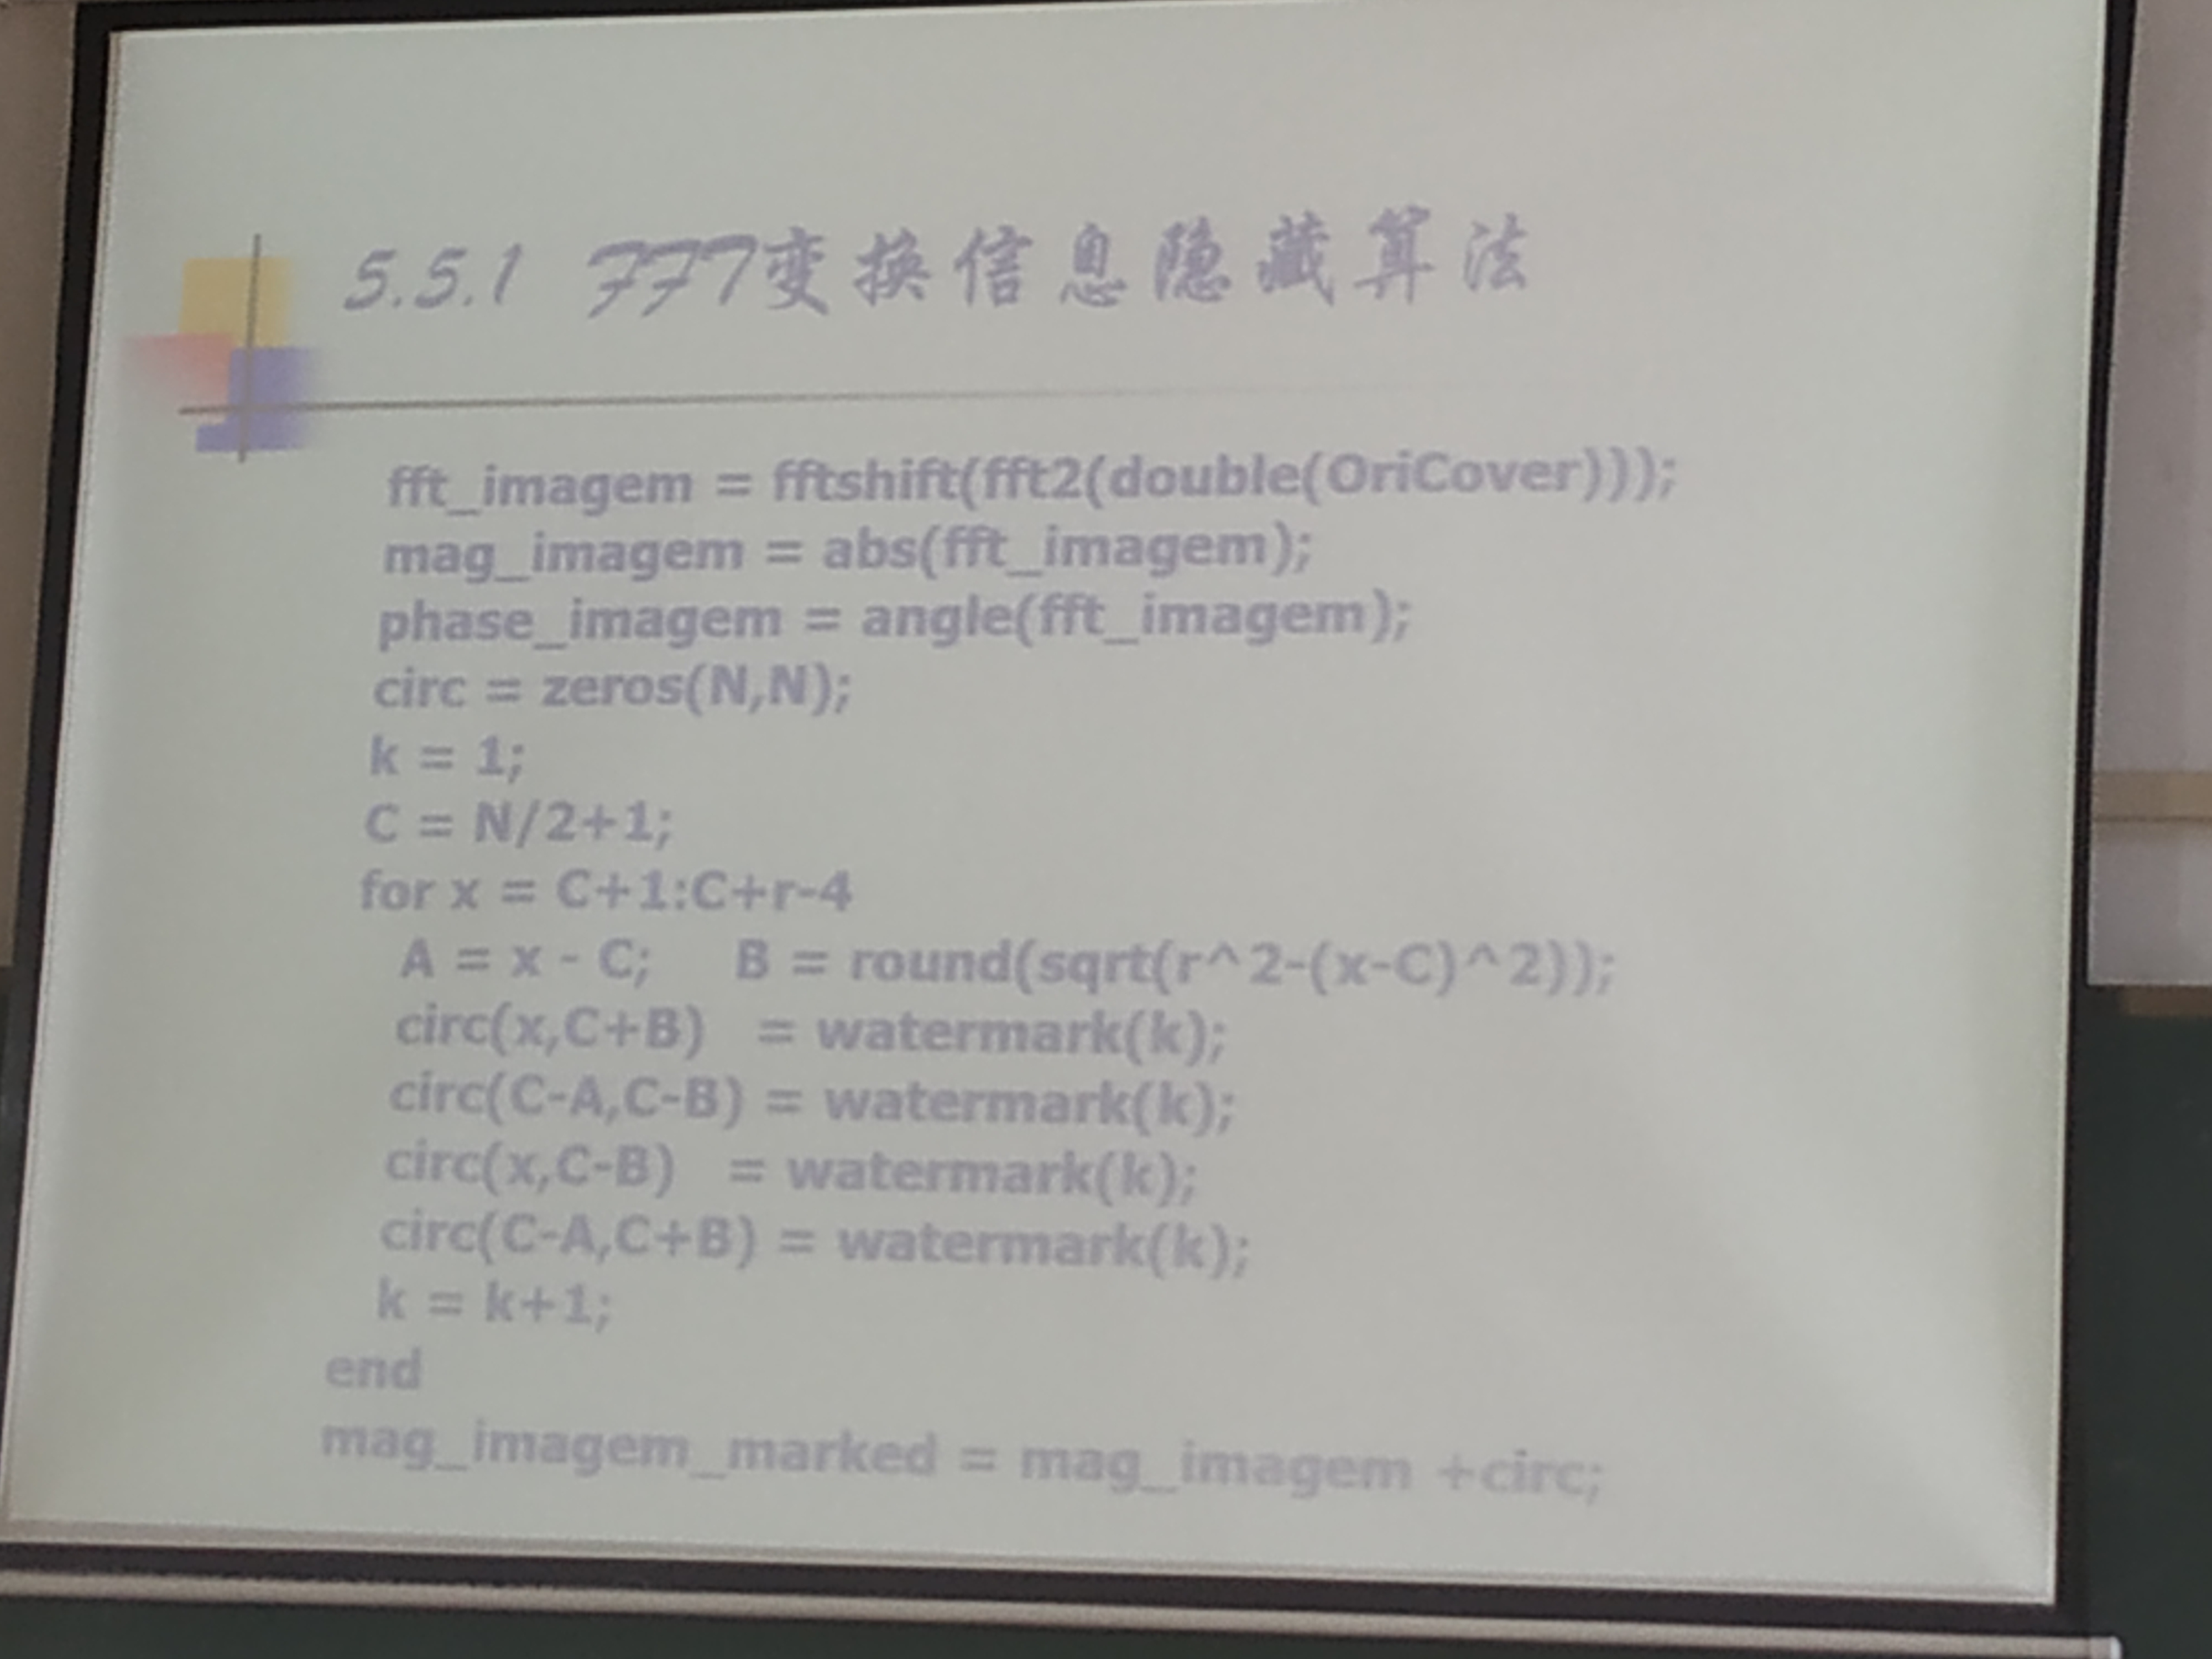 5.5.1 FFT变换信息隐藏算法
fft_imagem = fftshift(fft2(double(OriCover)));
mag_imagem = abs(fft_imagem);
phase_imagem = angle(fft_imagem);
circ = zeros(N,N);
k = 1;
C = N/2+1;
for x = C+1:C+r-4
A = x - C; B = round(sqrt(r^2-(x-C)^2));
circ(x,C+B) = watermark(k);
circ(C-A,C-B) = watermark(k);
circ(x,C-B) = watermark(k);
circ(C-A,C+B) = watermark(k);
k = k+1;
end
mag_imagem_marked = mag_imagem +circ;